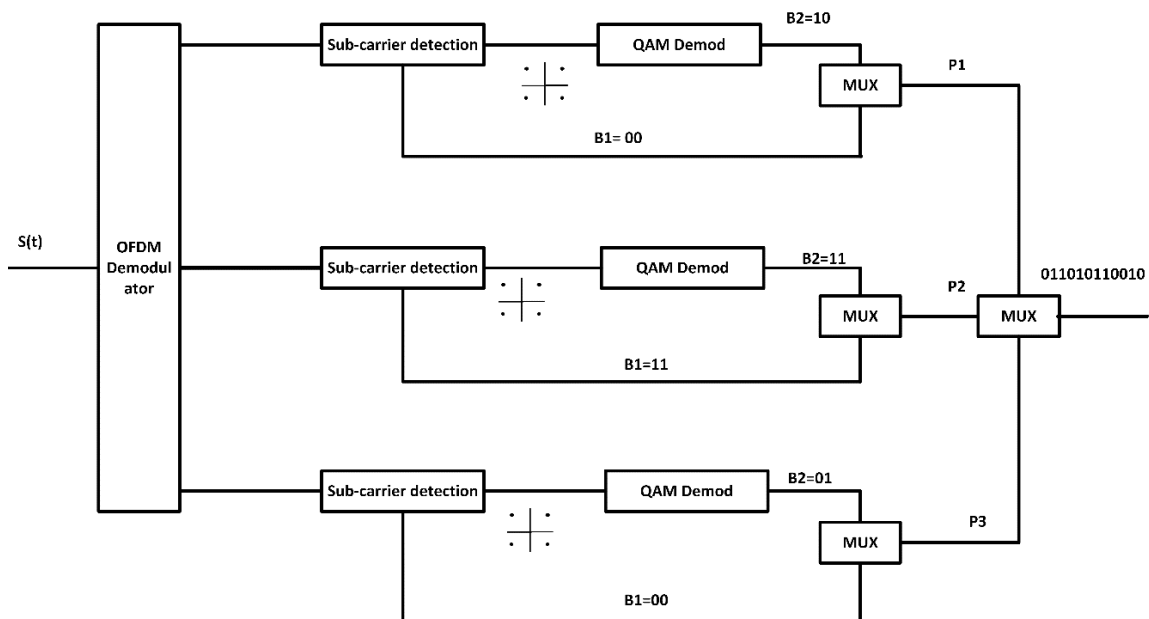 B2=10
Sub-carrier detection
QAM Demod
MUX
P1
B1= 00
S(t)
OFDM
Demodul
ator
Sub-carrier detection
QAM Demod
B2=11
MUX
P2
MUX
011010110010
B1=11
Sub-carrier detection
QAM Demod
B2=01
MUX
P3
B1=00